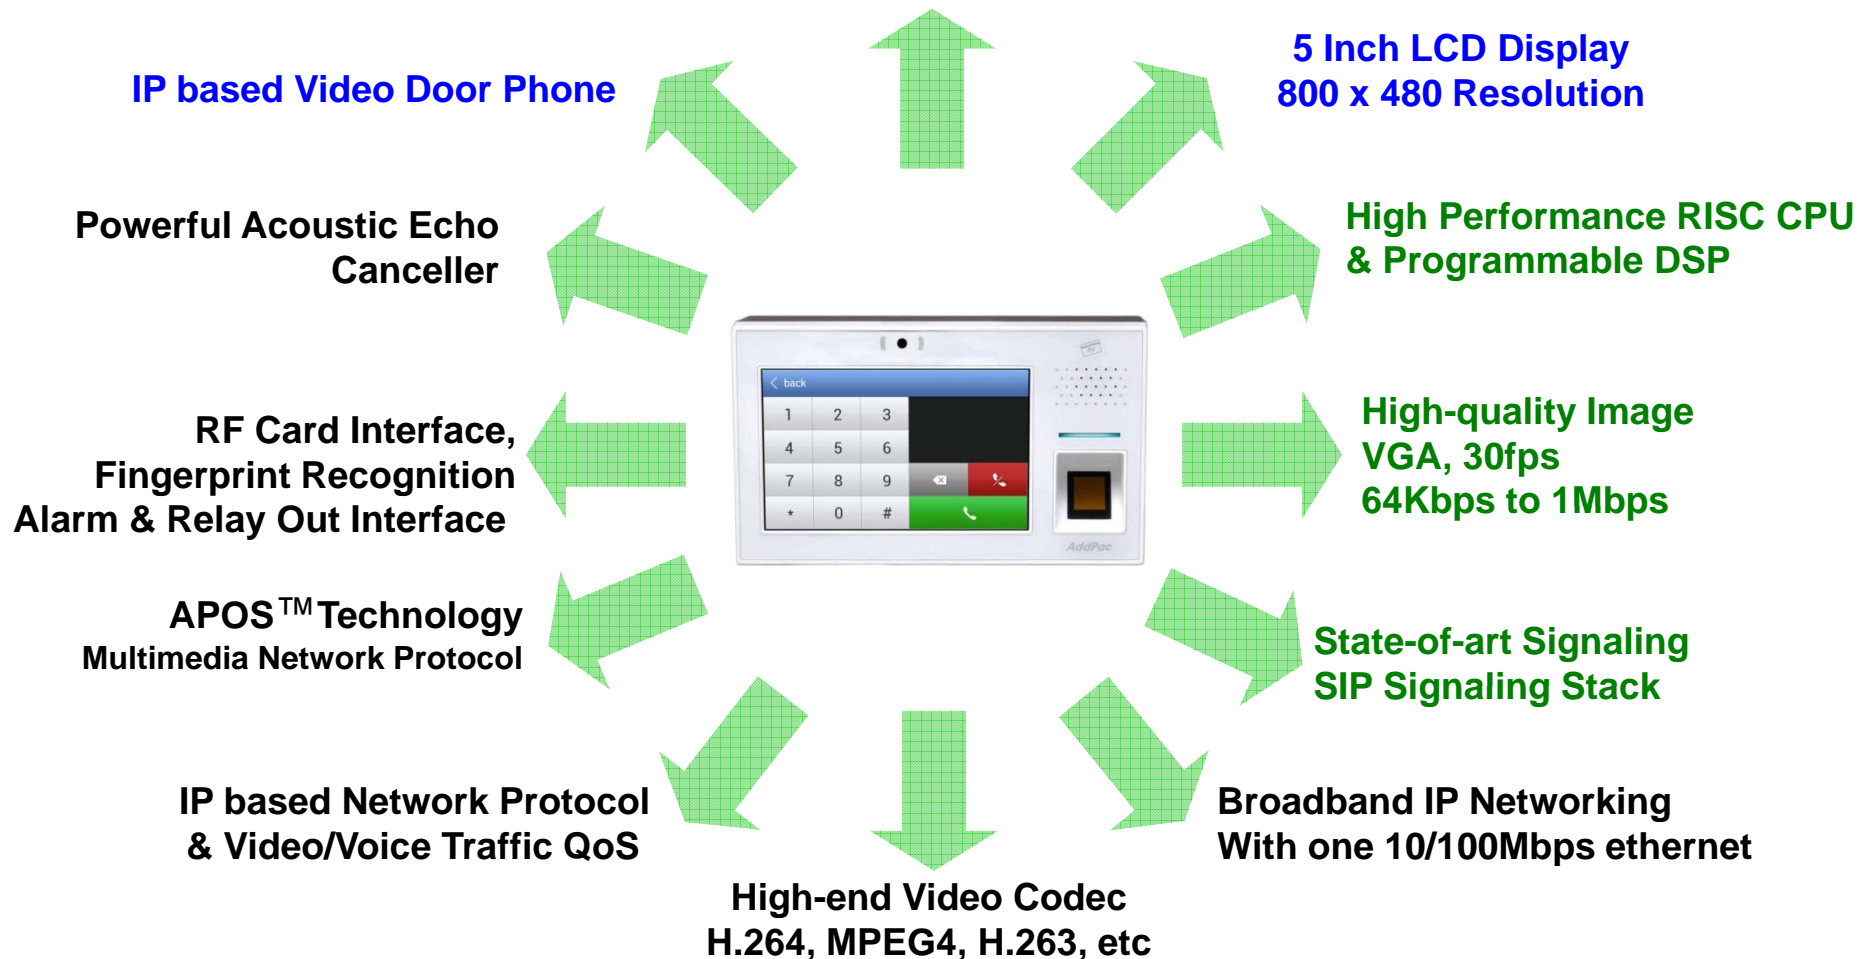 IP based Video Door Phone
5 Inch LCD Display
800 x 480 Resolution
Powerful Acoustic Echo
Canceller
High Performance RISC CPU
& Programmable DSP
RF Card Interface,
Fingerprint Recognition
Alarm & Relay Out Interface
< back
1 2 3
4 5 6
7 8 9
* 0 #
AddPac
High-quality Image
VGA, 30fps
64Kbps to 1Mbps
APOS™Technology
Multimedia Network Protocol
State-of-art Signaling
SIP Signaling Stack
IP based Network Protocol
& Video/Voice Traffic QoS
Broadband IP Networking
With one 10/100Mbps ethernet
High-end Video Codec
H.264, MPEG4, H.263, etc